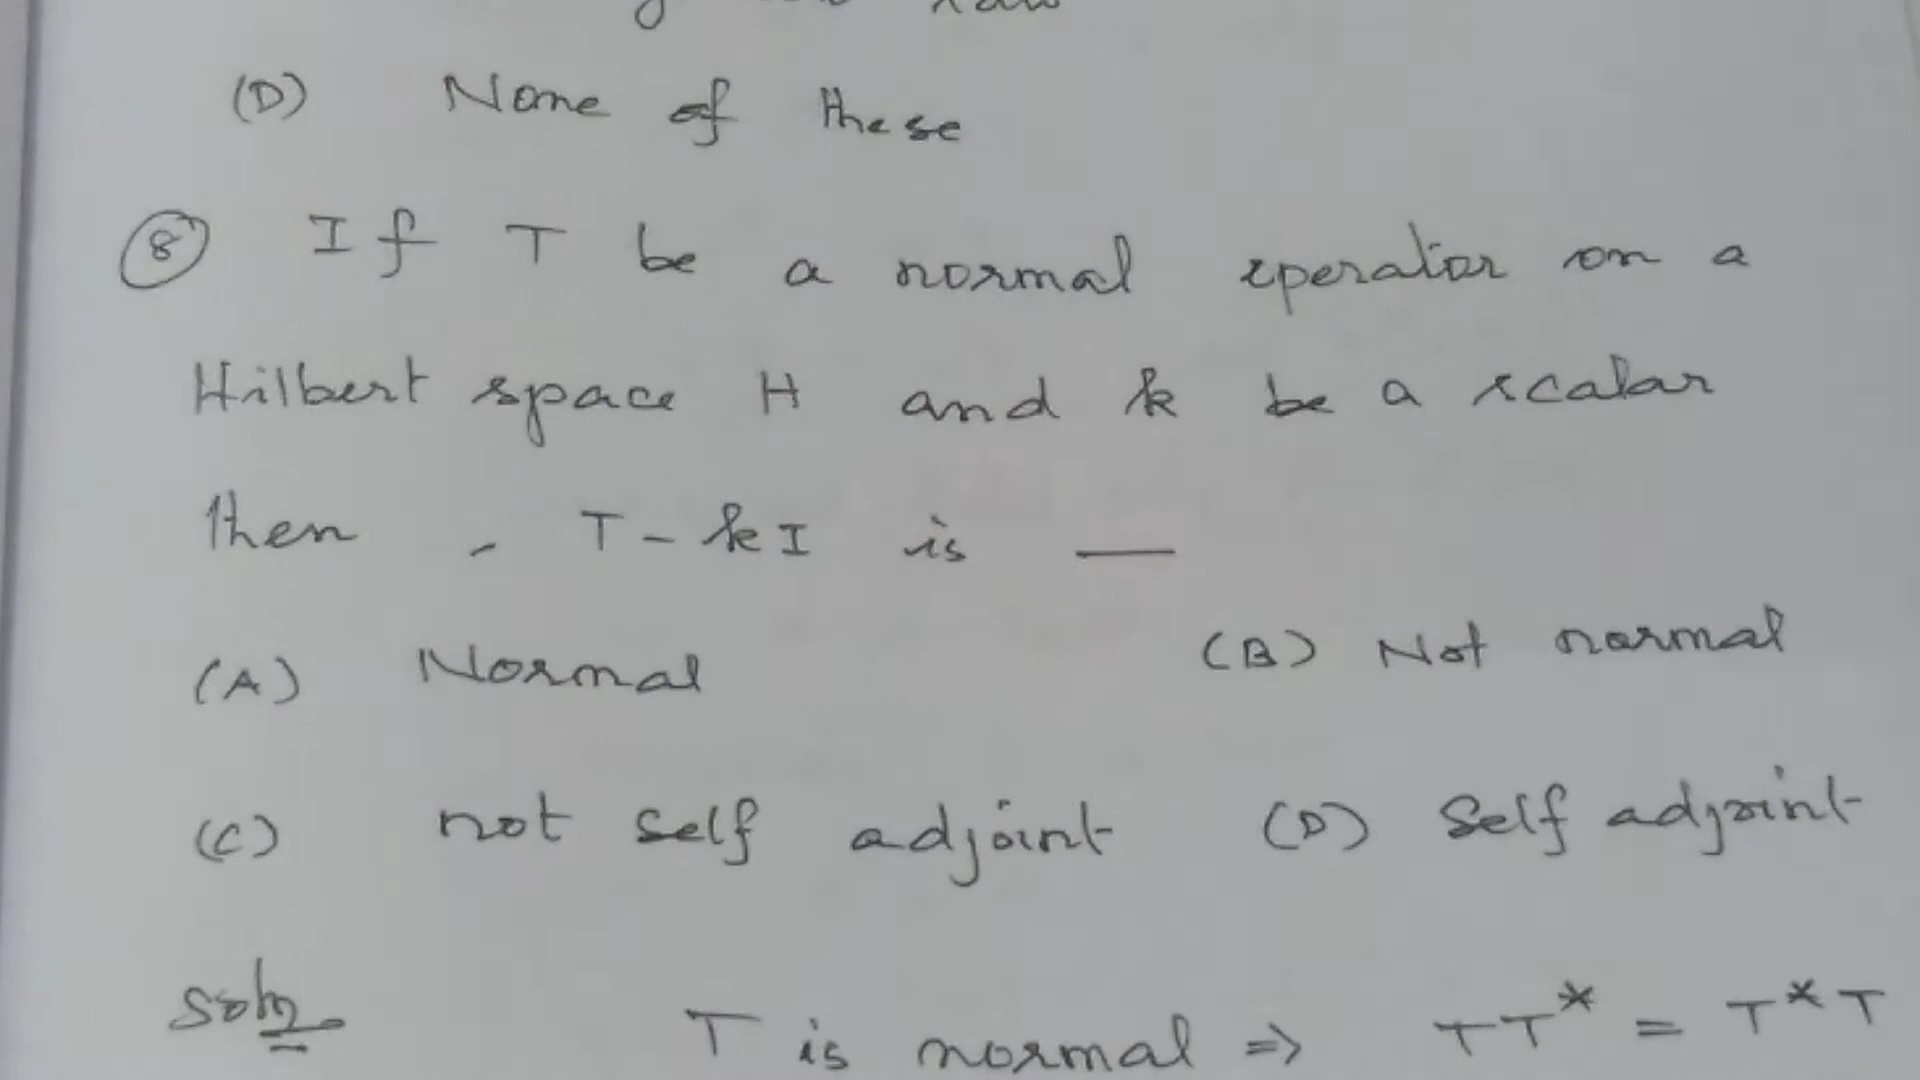 (D) None of these
(8) If T be a normal operator on a
Hilbert space H and k be a scalar
then - T - kI is —
(A) Normal (B) Not normal
(C) not self adjoint (D) Self adjoint
Soln T is normal => TT* = T*T